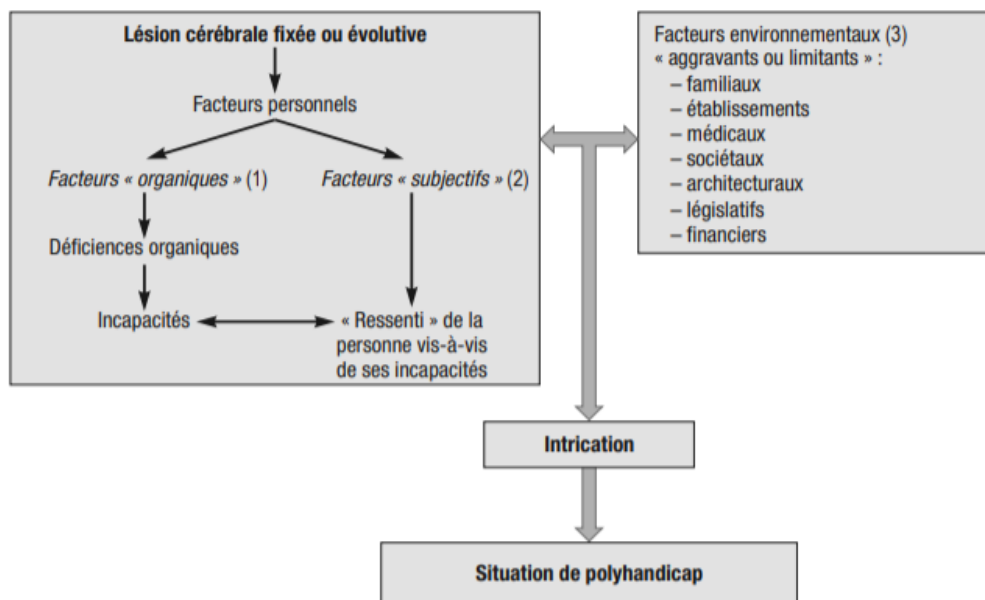 Lésion cérébrale fixée ou évolutive
Facteurs personnels
Facteurs « organiques » (1)
Facteurs « subjectifs » (2)
Déficiences organiques
Incapacités
« Ressenti » de la
personne vis-à-vis
de ses incapacités
Facteurs environnementaux (3)
« aggravants ou limitants » :
– familiaux
– établissements
– médicaux
– sociétaux
– architecturaux
– législatifs
– financiers
Intrication
Situation de polyhandicap